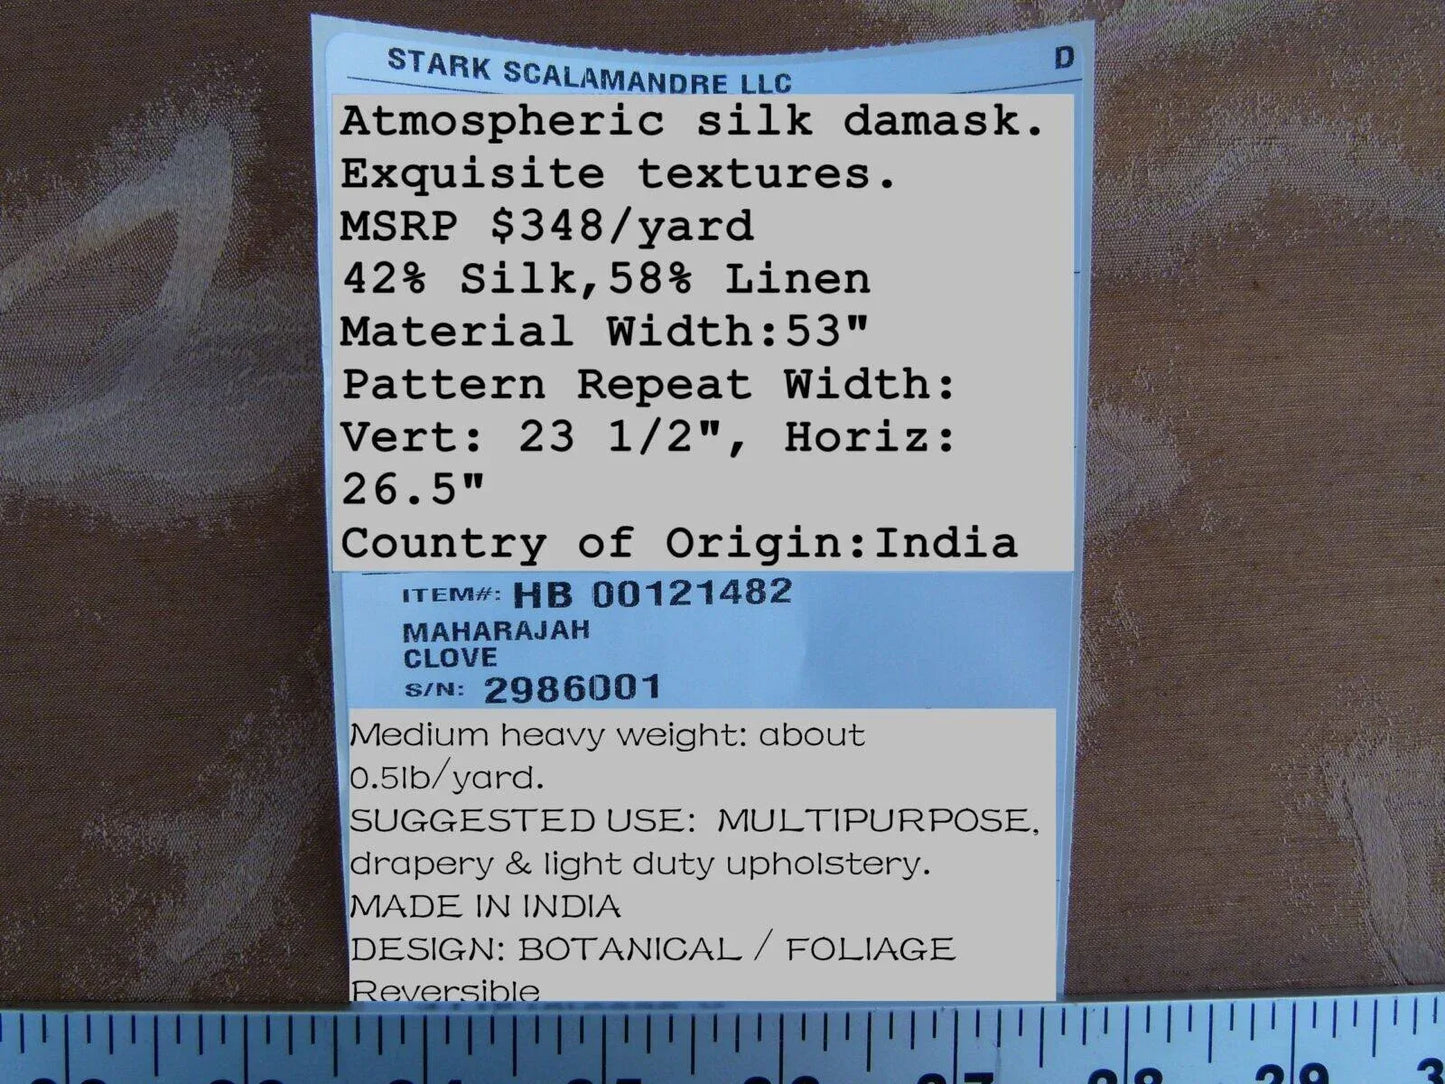 STARK SCALAMANDRE LLC D
Atmospheric silk damask.
Exquisite textures.
MSRP $348/yard
42% Silk,58% Linen
Material Width:53"
Pattern Repeat Width:
Vert: 23 1/2", Horiz:
26.5"
Country of Origin:India
ITEM#: HB 00121482
MAHARAJAH
CLOVE
S/N: 2986001
Medium heavy weight: about
0.5lb/yard.
SUGGESTED USE: MULTIPURPOSE,
drapery & light duty upholstery.
MADE IN INDIA
DESIGN: BOTANICAL / FOLIAGE
Reversible
27 28 29